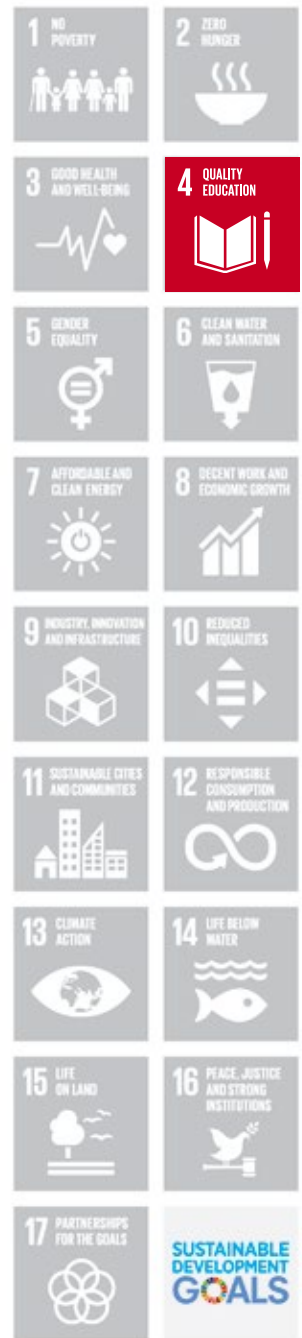 1 NO
POVERTY
2 ZERO
HUNGER
3 GOOD HEALTH
AND WELL-BEING
4 QUALITY
EDUCATION
5 GENDER
EQUALITY
6 CLEAN WATER
AND SANITATION
7 AFFORDABLE AND
CLEAN ENERGY
8 DECENT WORK AND
ECONOMIC GROWTH
9 INDUSTRY, INNOVATION
AND INFRASTRUCTURE
10 REDUCED
INEQUALITIES
11 SUSTAINABLE CITIES
AND COMMUNITIES
12 RESPONSIBLE
CONSUMPTION
AND PRODUCTION
13 CLIMATE
ACTION
14 LIFE BELOW
WATER
15 LIFE
ON LAND
16 PEACE, JUSTICE
AND STRONG
INSTITUTIONS
17 PARTNERSHIPS
FOR THE GOALS
SUSTAINABLE
DEVELOPMENT
GOALS